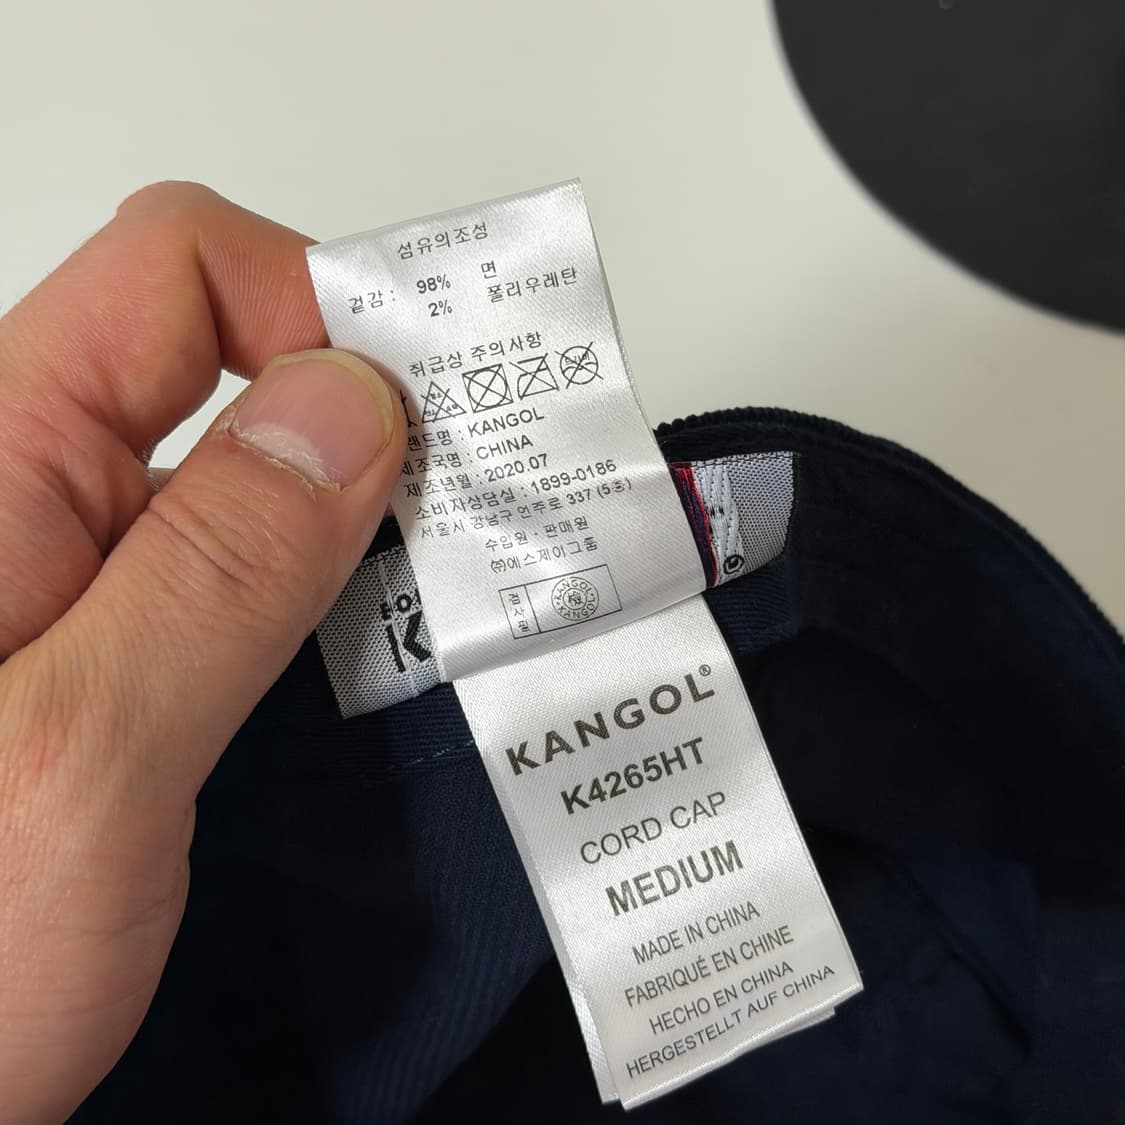 섬유의조성
겉감 : 98% 면
2% 폴리우레탄
취급상 주의사항
랜드명 : KANGOL
제조국명 : CHINA
제조년월 : 2020.07
소비자상담실 : 1899-0186
서울시 강남구 언주로 337 (5층)
수입원 · 판매원
㈜에스제이그룹
검사필
KANGOL
KANGOL
KANGOL®
K4265HT
CORD CAP
MEDIUM
MADE IN CHINA
FABRIQUÉ EN CHINE
HECHO EN CHINA
HERGESTELLT AUF CHINA